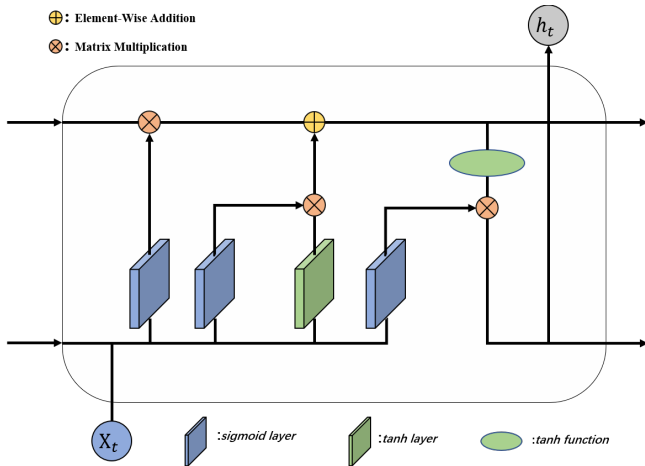 : Element-Wise Addition
: Matrix Multiplication
h_t
X_t
:sigmoid layer
:tanh layer
:tanh function